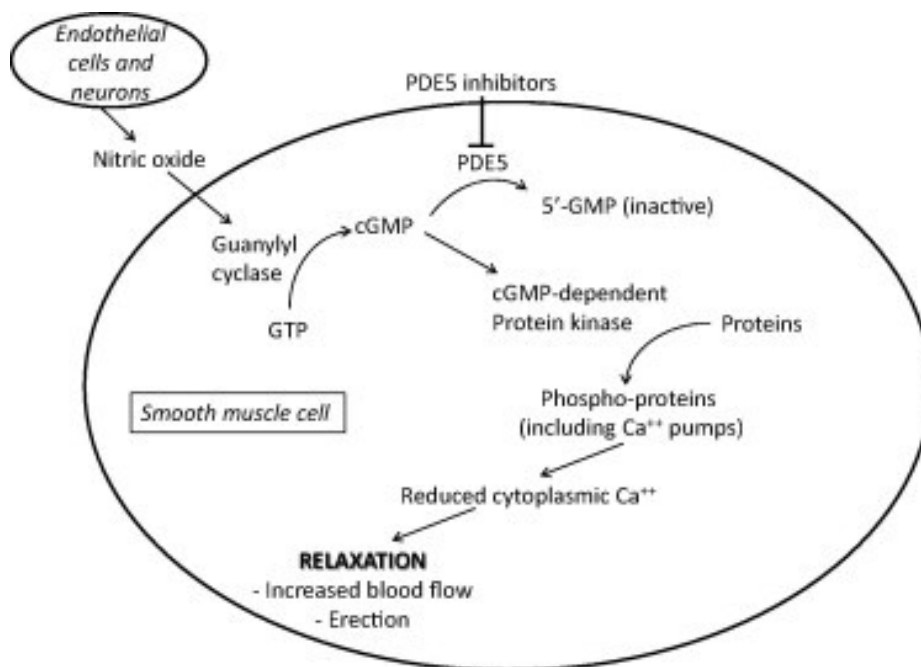 Endothelial
cells and
neurons
PDE5 inhibitors
Nitric oxide
PDE5
5′-GMP (inactive)
cGMP
Guanylyl
cyclase
GTP
cGMP-dependent
Protein kinase
Proteins
Smooth muscle cell
Phospho-proteins
(including Ca⁺⁺ pumps)
Reduced cytoplasmic Ca⁺⁺
RELAXATION
- Increased blood flow
- Erection